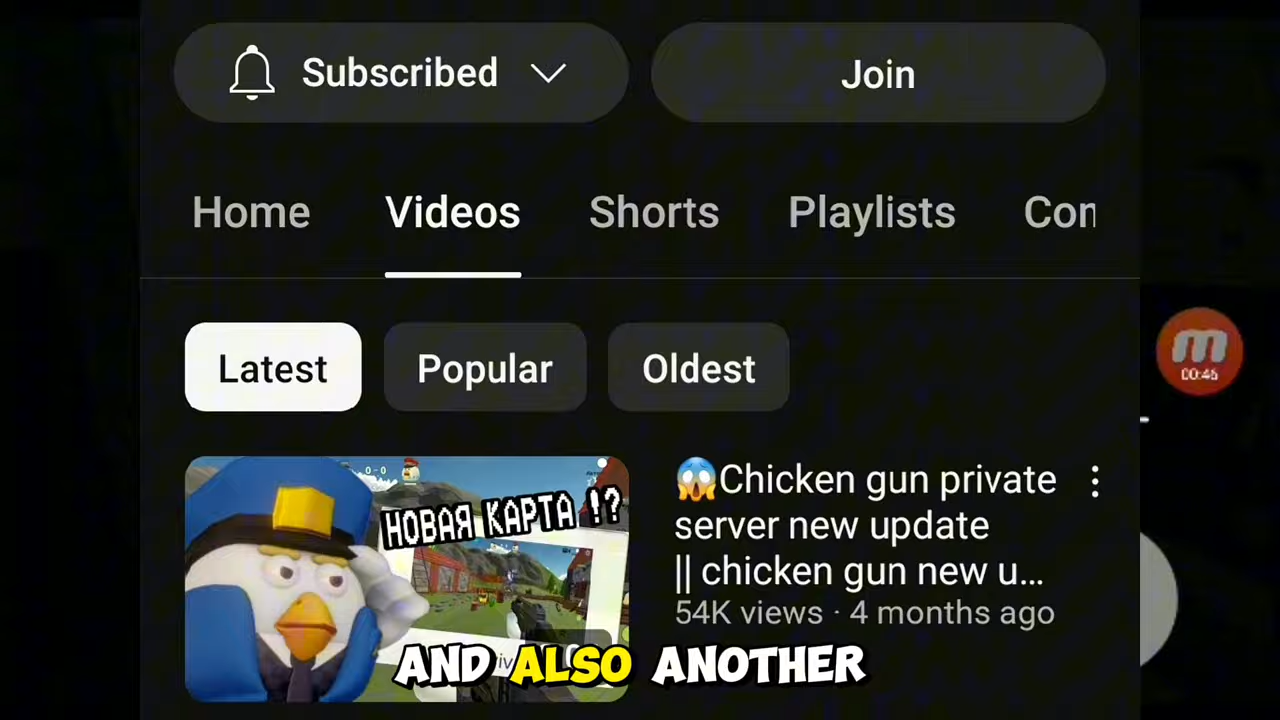 Subscribed
Join
Home
Videos
Shorts
Playlists
Con
Latest
Popular
Oldest
НОВАЯ КАРТА !?
😱Chicken gun private
server new update
|| chicken gun new u...
54K views · 4 months ago
m
00:46
AND ALSO ANOTHER